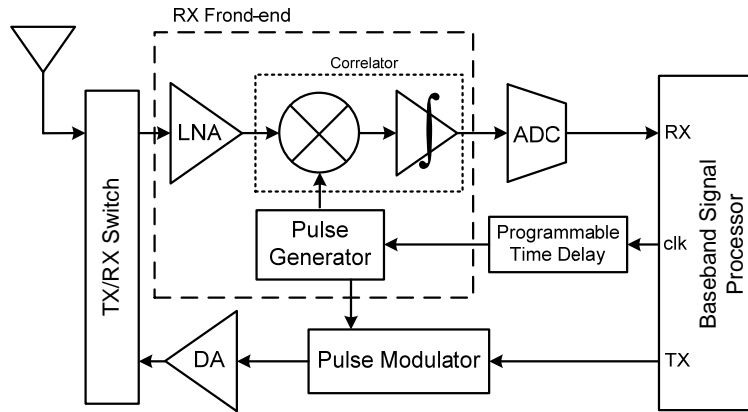 RX Frond-end
Correlator
LNA
∫
ADC
RX
Pulse
Generator
Programmable
Time Delay
clk
TX/RX Switch
Baseband Signal
Processor
DA
Pulse Modulator
TX